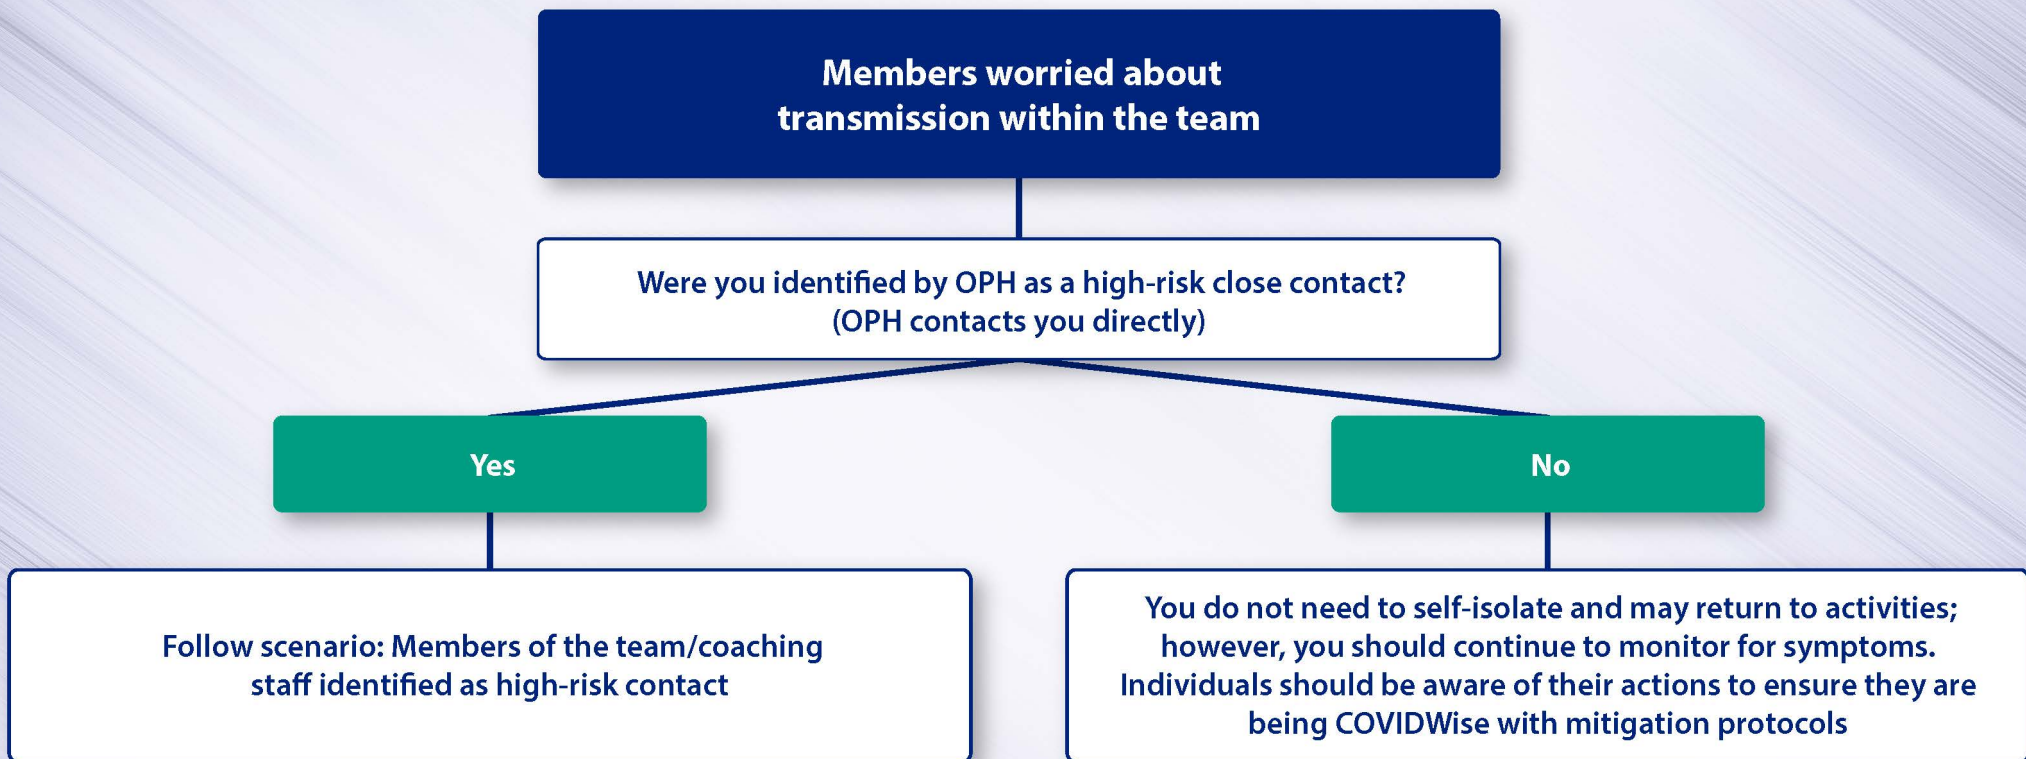 Members worried about
transmission within the team
Were you identified by OPH as a high-risk close contact?
(OPH contacts you directly)
Yes
No
Follow scenario: Members of the team/coaching
staff identified as high-risk contact
You do not need to self-isolate and may return to activities;
however, you should continue to monitor for symptoms.
Individuals should be aware of their actions to ensure they are
being COVIDWise with mitigation protocols